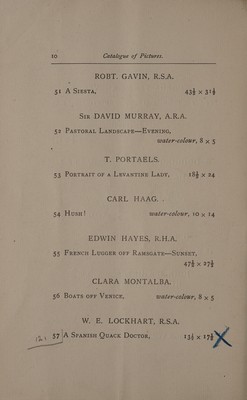 10 Catalogue of Pictures.
ROBT. GAVIN, R.S.A.
51 A SIESTA, 43½ × 31½
SIR DAVID MURRAY, A.R.A.
52 PASTORAL LANDSCAPE—EVENING,
water-colour, 8 × 5
T. PORTAELS.
53 PORTRAIT OF A LEVANTINE LADY, 18½ × 24
CARL HAAG.
54 HUSH! water-colour, 10 × 14
EDWIN HAYES, R.H.A.
55 FRENCH LUGGER OFF RAMSGATE—SUNSET,
47½ × 27½
CLARA MONTALBA.
56 BOATS OFF VENICE, water-colour, 8 × 5
W. E. LOCKHART, R.S.A.
57 A SPANISH QUACK DOCTOR, 13½ × 17½